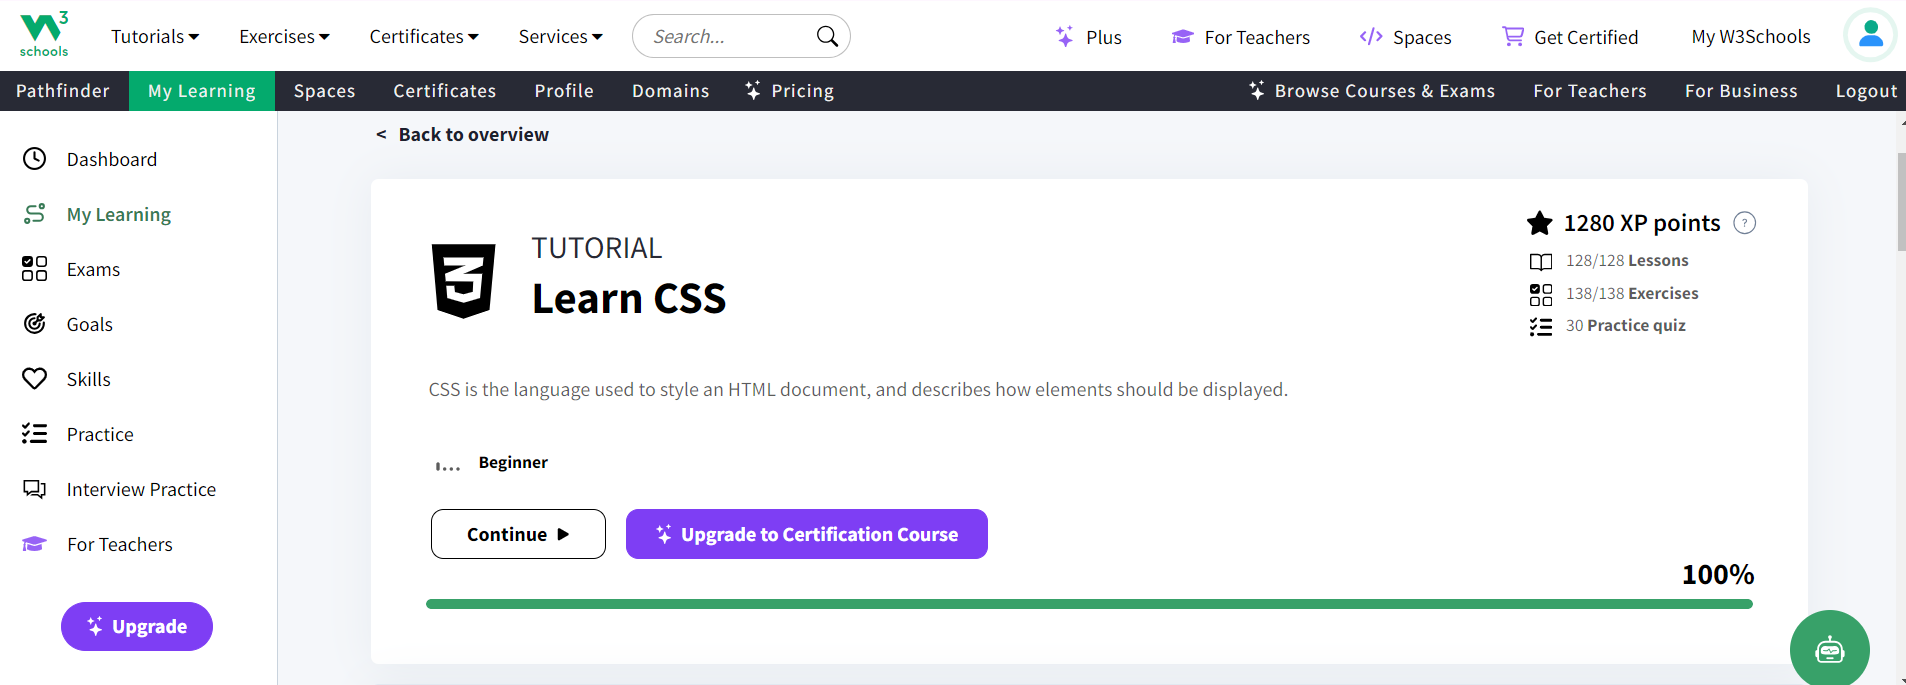 W3
schools
Tutorials
Exercises
Certificates
Services
Search...
Plus
For Teachers
Spaces
Get Certified
My W3Schools
Pathfinder
My Learning
Spaces
Certificates
Profile
Domains
Pricing
Browse Courses & Exams
For Teachers
For Business
Logout
Dashboard
My Learning
Exams
Goals
Skills
Practice
Interview Practice
For Teachers
Upgrade
< Back to overview
3
TUTORIAL
Learn CSS
1280 XP points ?
128/128 Lessons
138/138 Exercises
30 Practice quiz
CSS is the language used to style an HTML document, and describes how elements should be displayed.
Beginner
Continue
Upgrade to Certification Course
100%